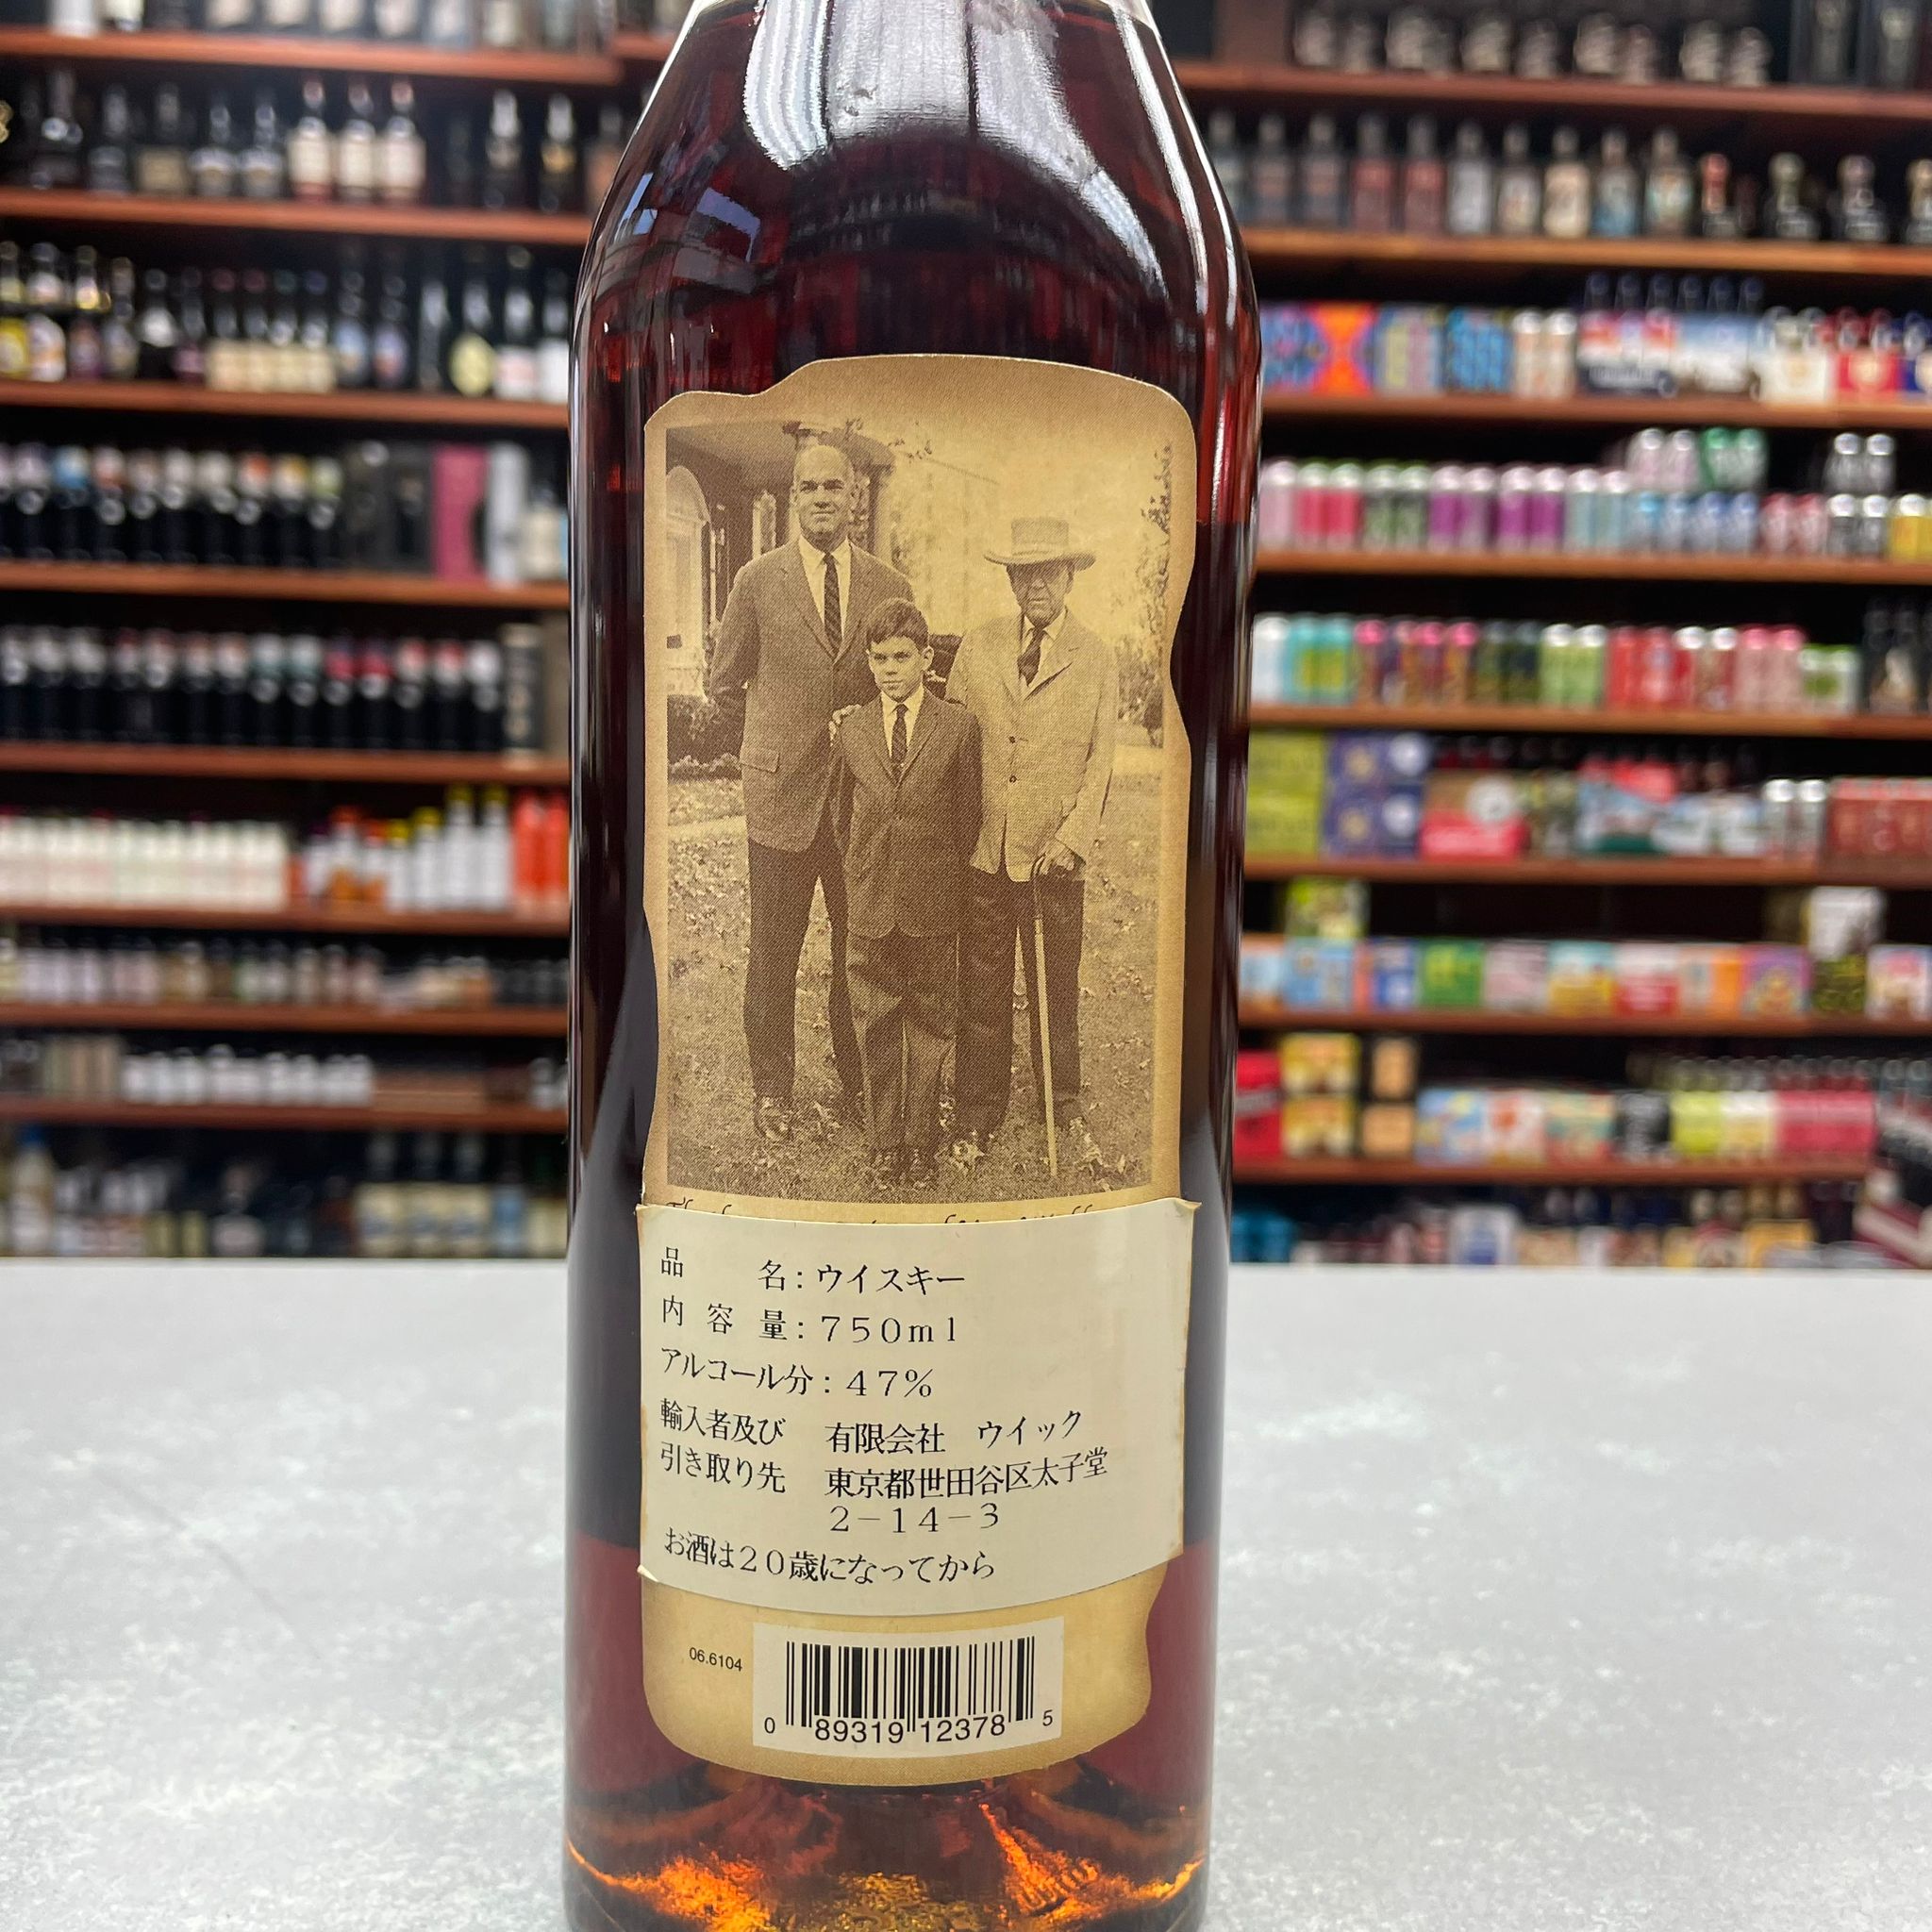 品名：ウイスキー
内容量：750ml
アルコール分：47%
輸入者及び 有限会社 ウイック
引き取り先 東京都世田谷区太子堂
2－14－3
お酒は20歳になってから
06.6104
0 89319 12378 5